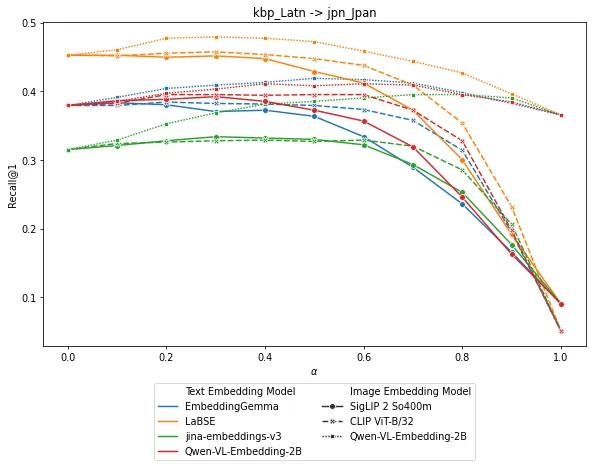 kbp_Latn -> jpn_Jpan
Recall@1
0.5
0.4
0.3
0.2
0.1
0.0 0.2 0.4 0.6 0.8 1.0
α
Text Embedding Model Image Embedding Model
EmbeddingGemma SigLIP 2 So400m
LaBSE CLIP ViT-B/32
jina-embeddings-v3 Qwen-VL-Embedding-2B
Qwen-VL-Embedding-2B